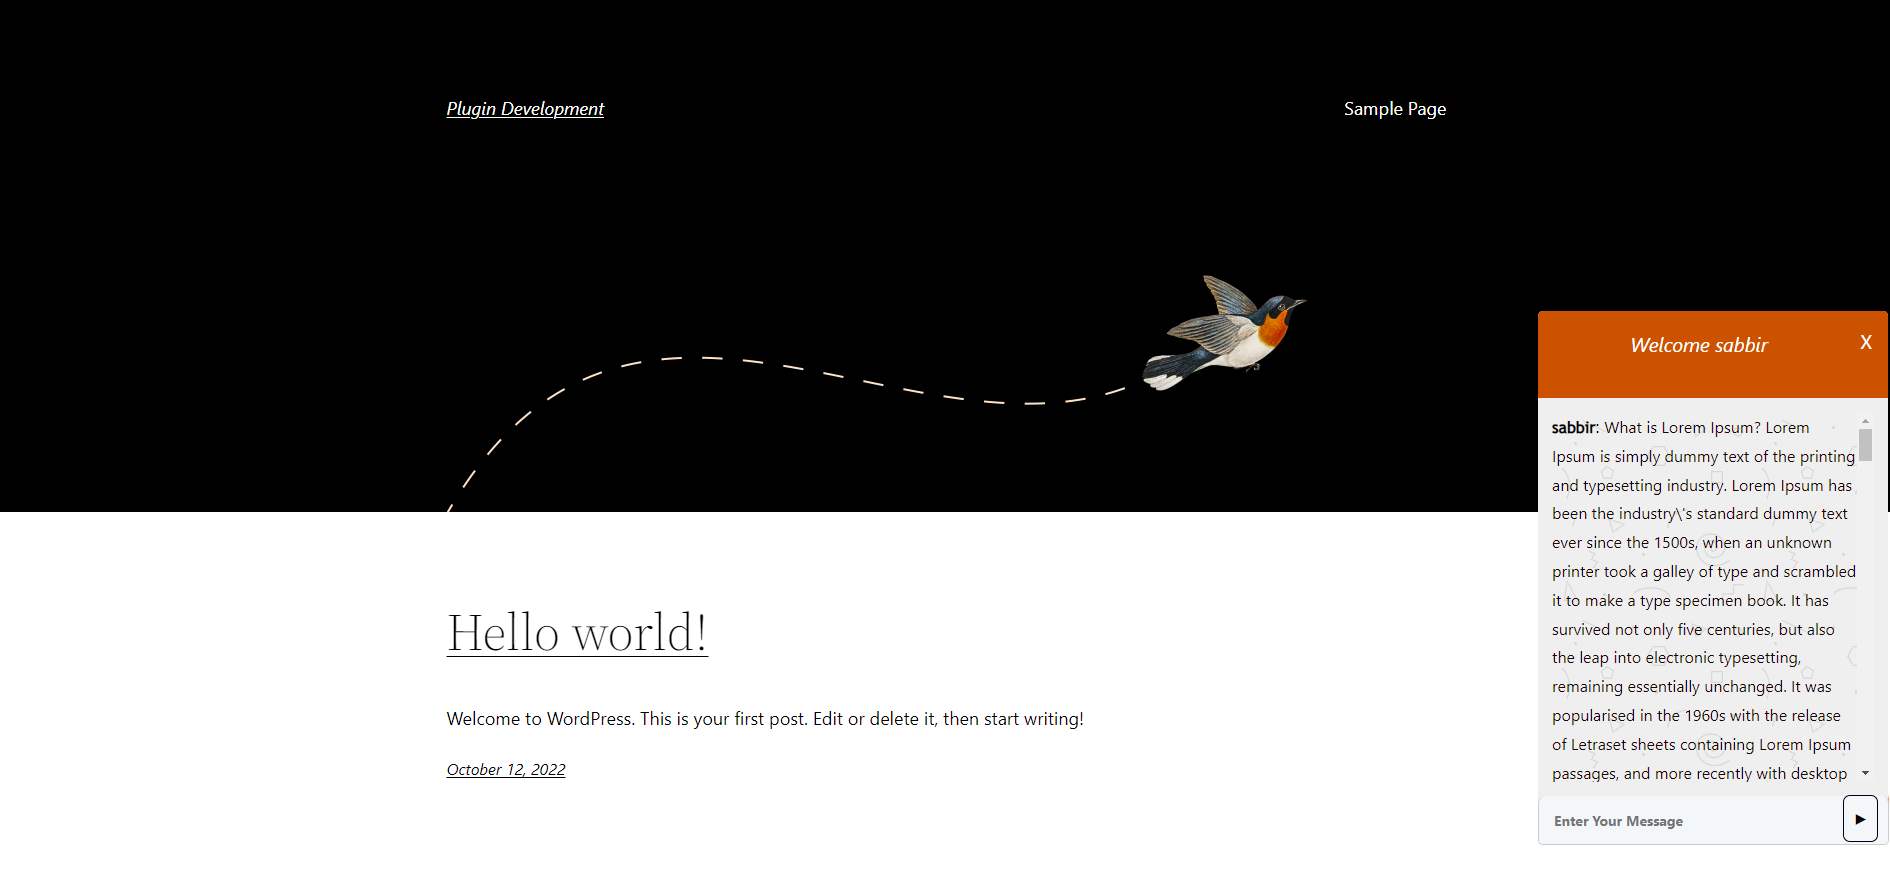 Plugin Development
Sample Page
Welcome sabbir
X
sabbir: What is Lorem Ipsum? Lorem
Ipsum is simply dummy text of the printing
and typesetting industry. Lorem Ipsum has
been the industry\'s standard dummy text
ever since the 1500s, when an unknown
printer took a galley of type and scrambled
it to make a type specimen book. It has
survived not only five centuries, but also
the leap into electronic typesetting,
remaining essentially unchanged. It was
popularised in the 1960s with the release
of Letraset sheets containing Lorem Ipsum
passages, and more recently with desktop
Enter Your Message
Hello world!
Welcome to WordPress. This is your first post. Edit or delete it, then start writing!
October 12, 2022